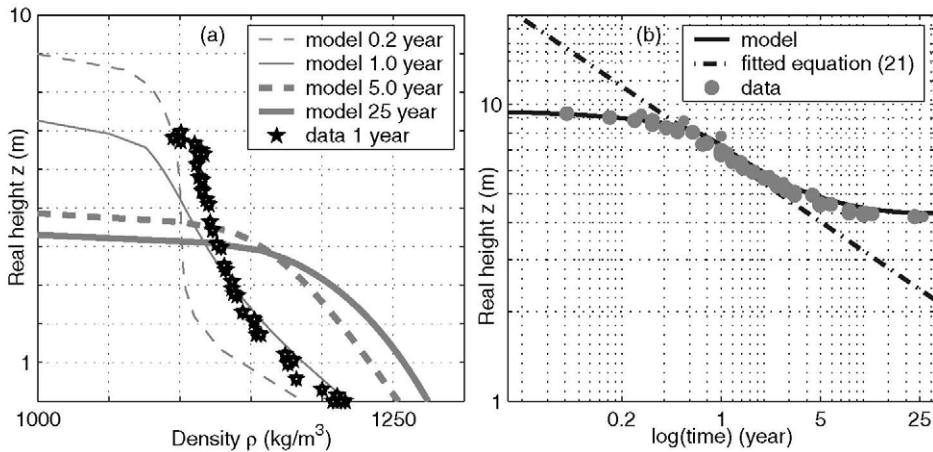 10
(a)
model 0.2 year
model 1.0 year
model 5.0 year
model 25 year
data 1 year
Real height z (m)
1
1000
1250
Density ρ (kg/m³)
(b)
model
fitted equation (21)
data
10
Real height z (m)
1
0.2
1
5
25
log(time) (year)